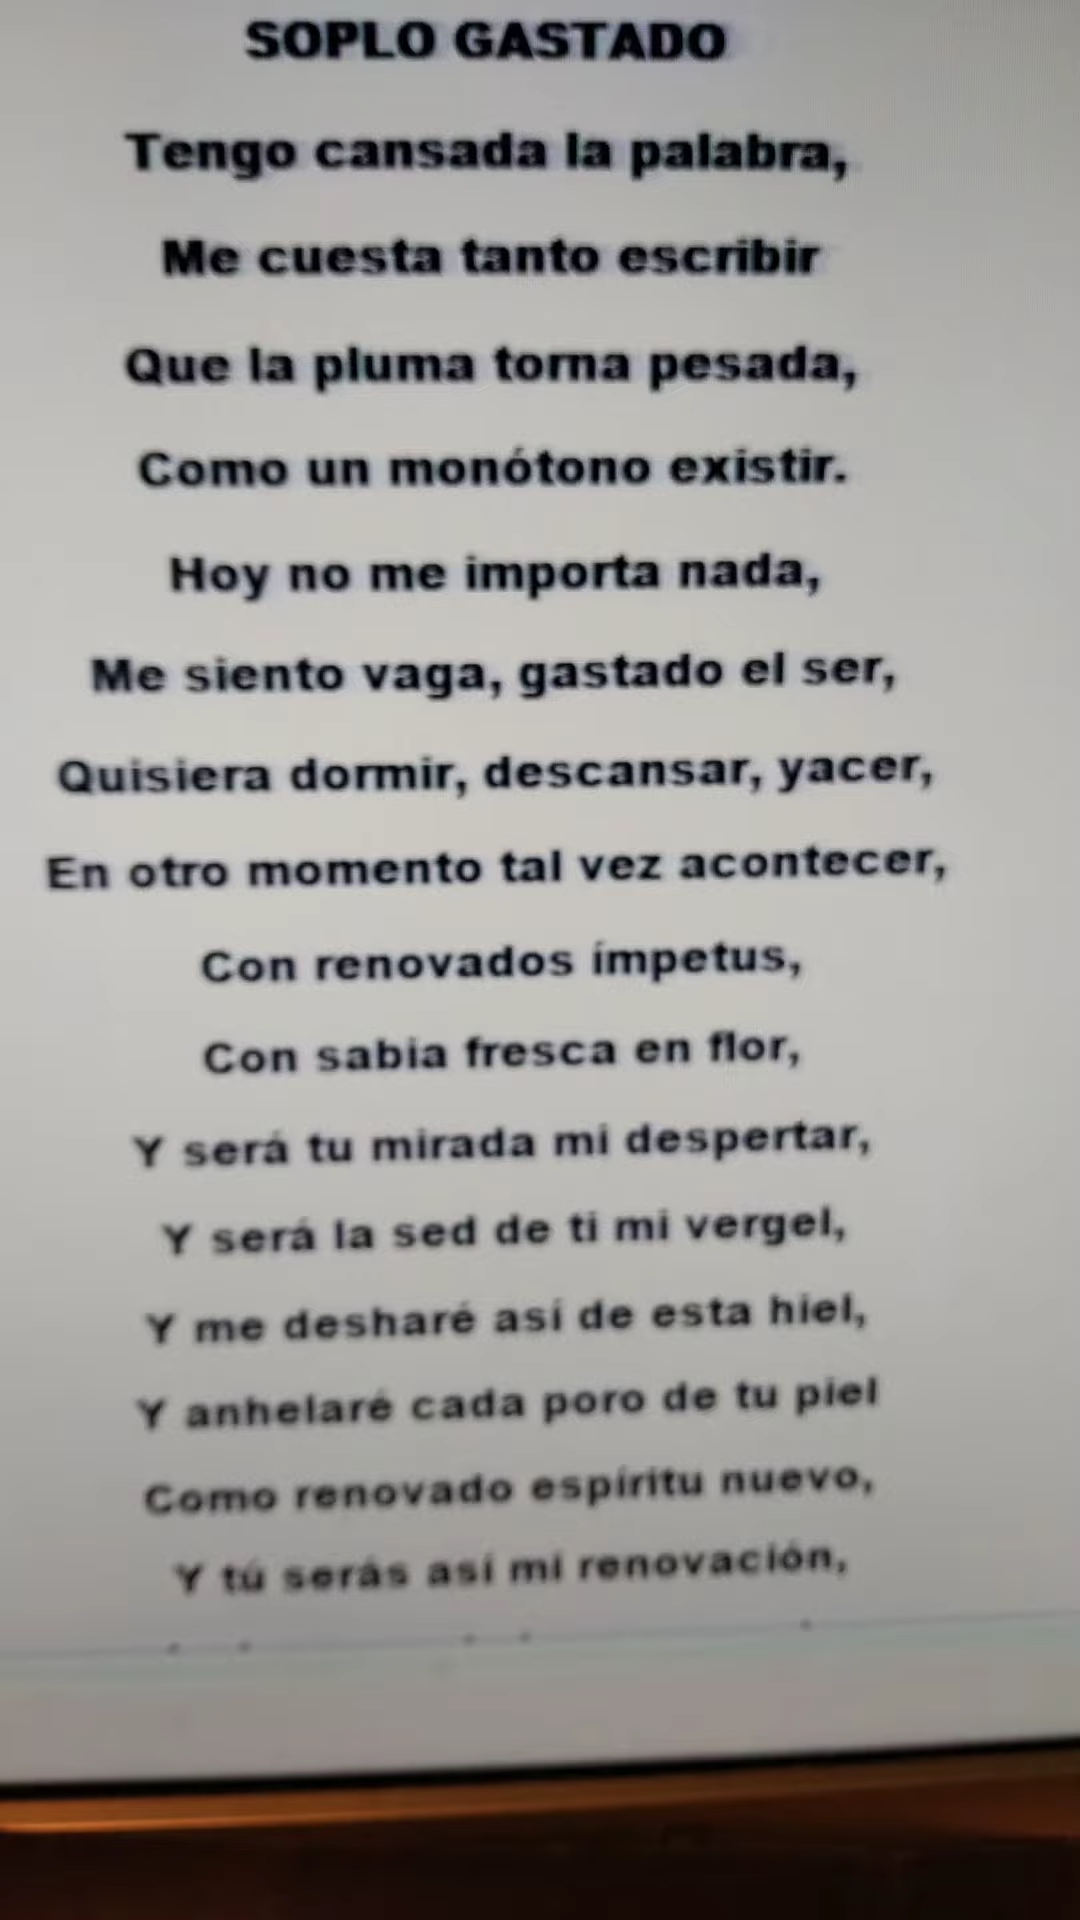 SOPLO GASTADO
Tengo cansada la palabra,
Me cuesta tanto escribir
Que la pluma torna pesada,
Como un monótono existir.
Hoy no me importa nada,
Me siento vaga, gastado el ser,
Quisiera dormir, descansar, yacer,
En otro momento tal vez acontecer,
Con renovados ímpetus,
Con sabia fresca en flor,
Y será tu mirada mi despertar,
Y será la sed de ti mi vergel,
Y me desharé así de esta hiel,
Y anhelaré cada poro de tu piel
Como renovado espíritu nuevo,
Y tú serás así mi renovación,